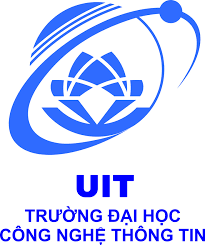 UIT
TRƯỜNG ĐẠI HỌC
CÔNG NGHỆ THÔNG TIN